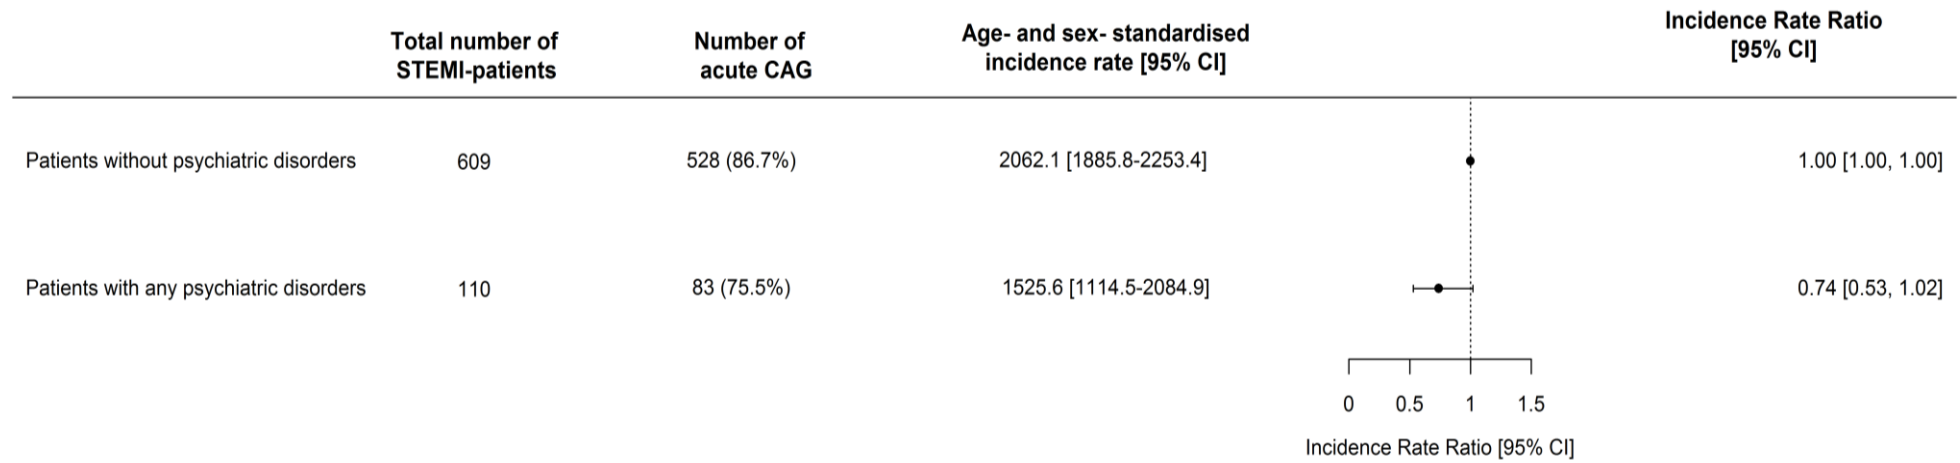 Total number of
STEMI-patients
Number of
acute CAG
Age- and sex- standardised
incidence rate [95% CI]
Incidence Rate Ratio
[95% CI]
Patients without psychiatric disorders 609 528 (86.7%) 2062.1 [1885.8-2253.4] 1.00 [1.00, 1.00]
Patients with any psychiatric disorders 110 83 (75.5%) 1525.6 [1114.5-2084.9] 0.74 [0.53, 1.02]
0 0.5 1 1.5
Incidence Rate Ratio [95% CI]